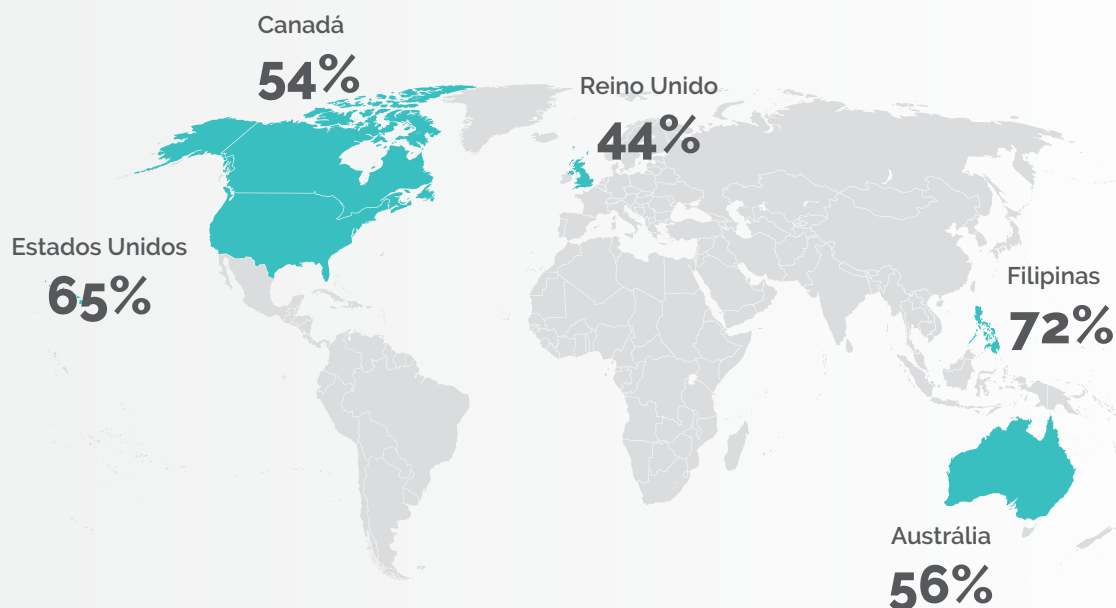 Canadá
54%
Reino Unido
44%
Estados Unidos
65%
Filipinas
72%
Austrália
56%